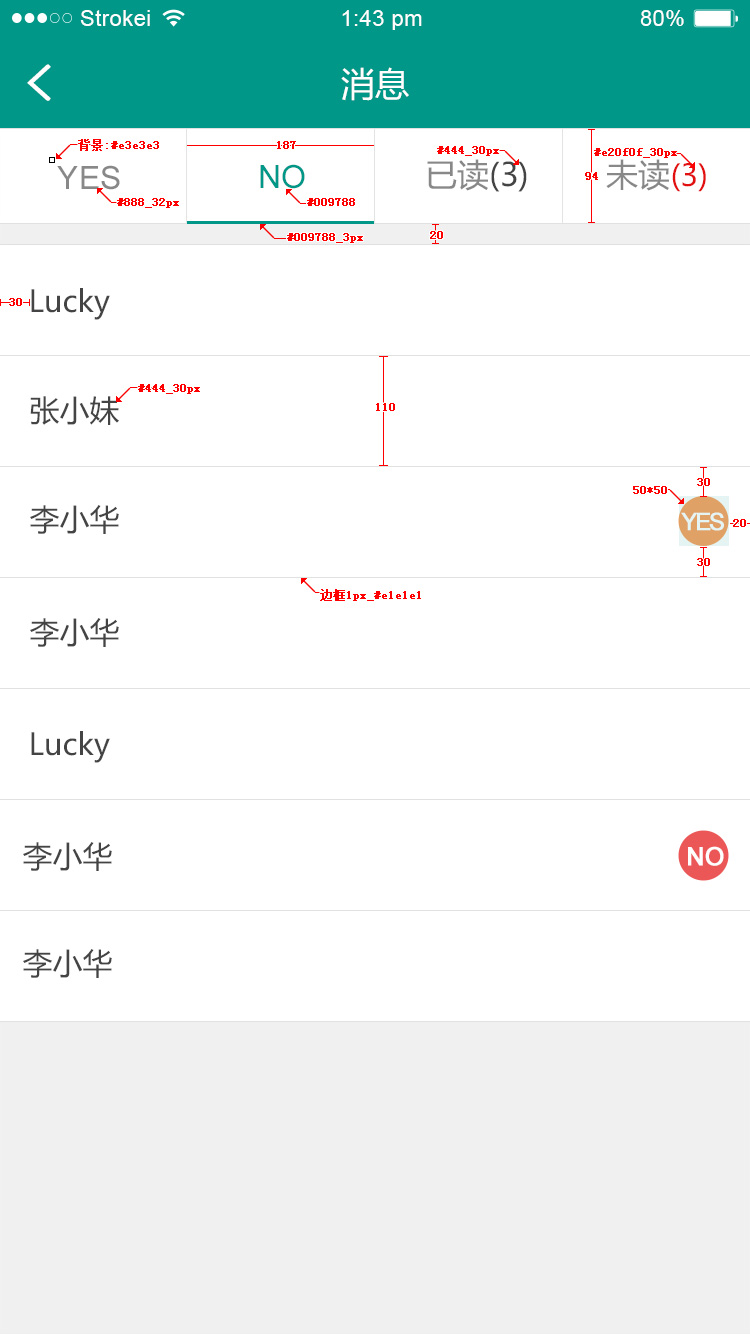 Strokei 1:43 pm 80%
消息
背景:#e3e3e3
187
#444_30px
#e20f0f_30px
YES
NO
已读(3)
94
未读(3)
#888_32px
#009788
#009788_3px
20
30
Lucky
#444_30px
张小妹
110
30
50*50
李小华
YES
20
30
边框1px_#e1e1e1
李小华
Lucky
李小华
NO
李小华